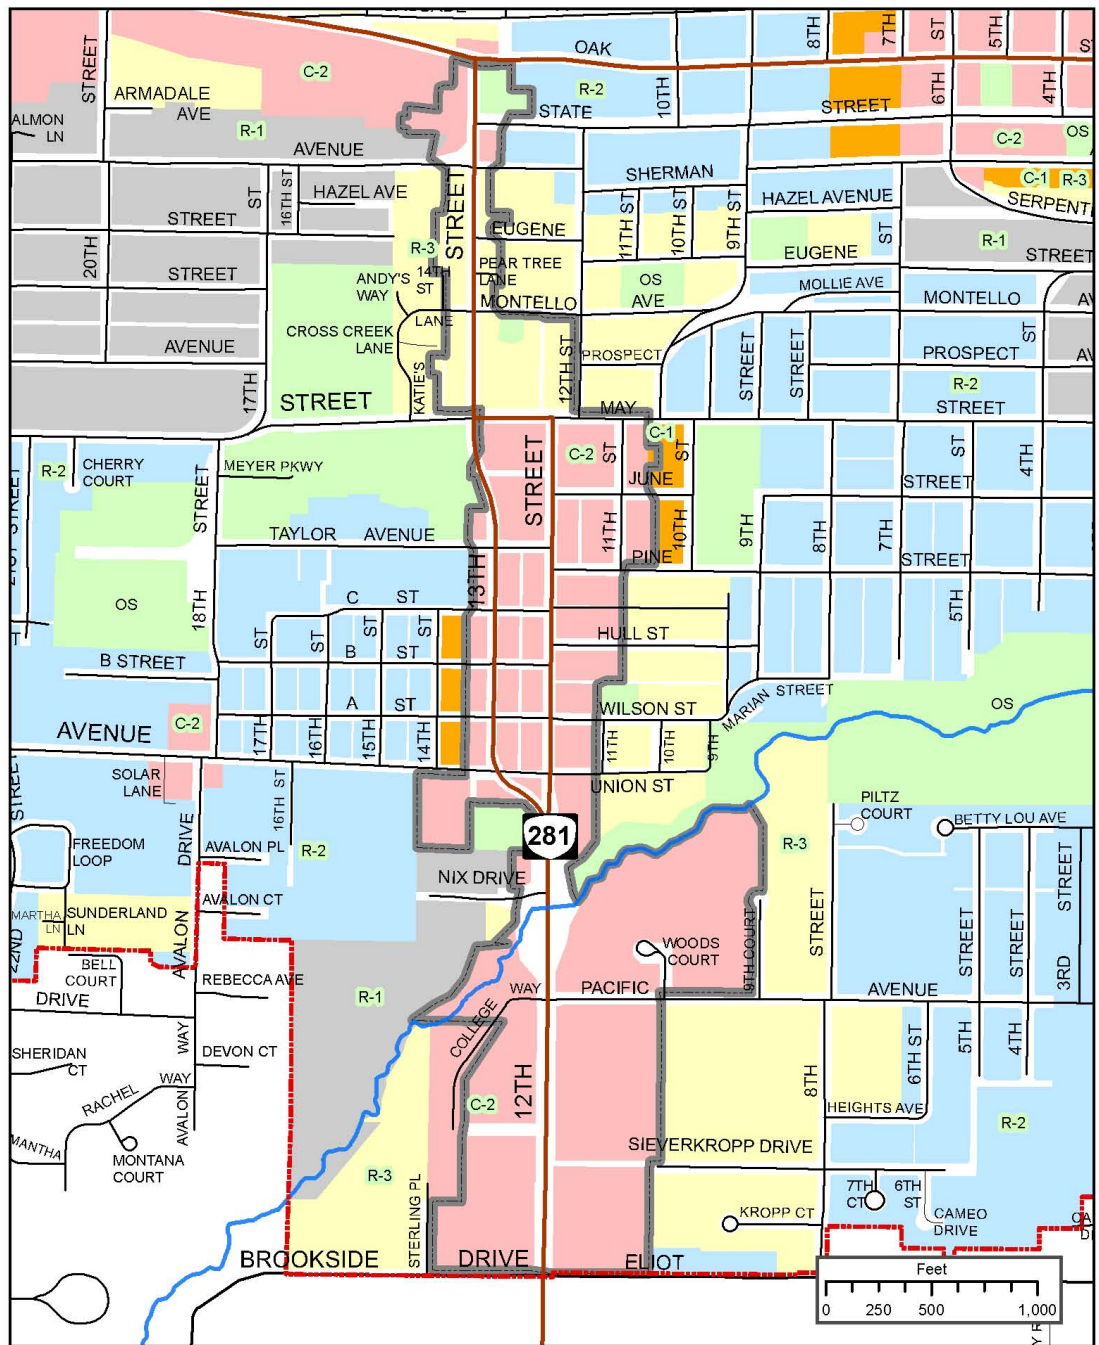 CASCADE
OAK
8TH
7TH
ST
5TH
STREET
C-2
ARMADALE
AVE
R-2
STATE
10TH
STREET
6TH
4TH
ALMON
LN
R-1
AVENUE
C-2
OS
SHERMAN
C-1
R-3
ST
16TH ST
HAZEL AVE
STREET
11TH ST
10TH ST
9TH ST
HAZEL AVENUE
SERPENTI
STREET
EUGENE
ST
R-1
20TH
R-3
EUGENE
STREET
STREET
PEAR TREE
LANE
ANDY'S
WAY
14TH
ST
OS
AVE
MOLLIE AVE
MONTELLO
MONTELLO
AV
CROSS CREEK
LANE
LANE
AVENUE
12TH ST
PROSPECT
STREET
STREET
PROSPECT
ST
AV
17TH
KATIE'S
STREET
MAY
R-2
STREET
C-1
R-2
CHERRY
COURT
STREET
MEYER PKWY
STREET
C-2
ST
ST
JUNE
STREET
ST
4TH
21ST STREET
TAYLOR AVENUE
11TH
10TH
9TH
8TH
7TH
PINE
STREET
13TH
OS
18TH
C ST
5TH
ST
ST
ST
ST
HULL ST
B STREET
B ST
MARIAN STREET
A ST
WILSON ST
OS
C-2
AVENUE
17TH
16TH
15TH
14TH
11TH
10TH
9TH
SOLAR
LANE
UNION ST
STREET
16TH ST
PILTZ
COURT
BETTY LOU AVE
281
FREEDOM
LOOP
DRIVE
AVALON PL
R-2
R-3
NIX DRIVE
STREET
AVALON CT
MARTHA
LN
SUNDERLAND
LN
STREET
22ND
AVALON
WOODS
COURT
9TH COURT
STREET
STREET
BELL
COURT
REBECCA AVE
3RD
DRIVE
R-1
WAY
PACIFIC
AVENUE
WAY
COLLEGE
SHERIDAN
CT
DEVON CT
6TH ST
5TH
4TH
WAY
RACHEL
AVALON
C-2
12TH
8TH
HEIGHTS AVE
R-2
MANTHA
MONTANA
COURT
SIEVERKROPP DRIVE
R-3
STERLING PL
7TH
CT
6TH
ST
KROPP CT
CAMEO
DRIVE
BROOKSIDE
DRIVE
ELIOT
Feet
0 250 500 1,000